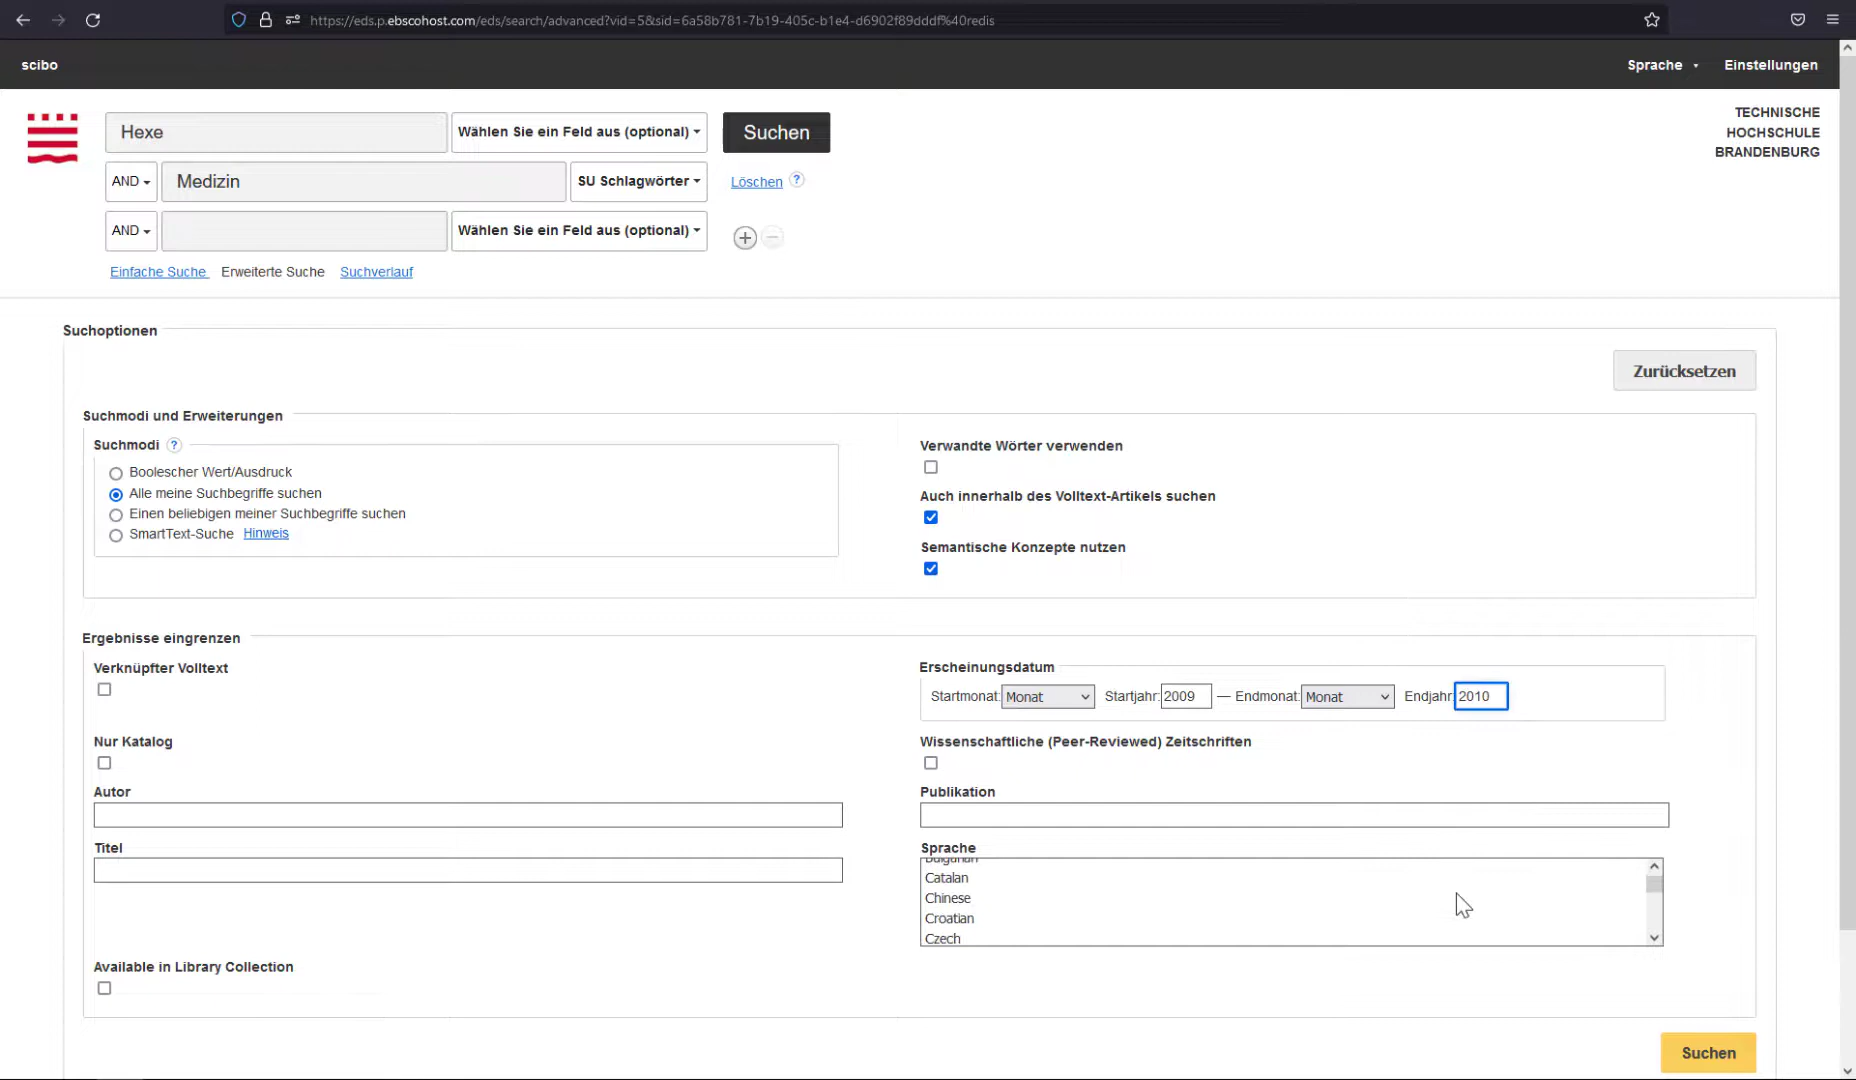 https://eds.p.ebscohost.com/eds/search/advanced?vid=5&sid=6a58b781-7b19-405c-b1e4-d6902f89dddf%40redis
scibo
Sprache
Einstellungen
TECHNISCHE
HOCHSCHULE
BRANDENBURG
Hexe
Wählen Sie ein Feld aus (optional)
Suchen
AND
Medizin
SU Schlagwörter
Löschen
?
AND
Wählen Sie ein Feld aus (optional)
Einfache Suche
Erweiterte Suche
Suchverlauf
Suchoptionen
Zurücksetzen
Suchmodi und Erweiterungen
Suchmodi ?
Boolescher Wert/Ausdruck
Alle meine Suchbegriffe suchen
Einen beliebigen meiner Suchbegriffe suchen
SmartText-Suche Hinweis
Verwandte Wörter verwenden
Auch innerhalb des Volltext-Artikels suchen
Semantische Konzepte nutzen
Ergebnisse eingrenzen
Verknüpfter Volltext
Erscheinungsdatum
Startmonat: Monat Startjahr: 2009 — Endmonat: Monat Endjahr: 2010
Nur Katalog
Wissenschaftliche (Peer-Reviewed) Zeitschriften
Autor
Publikation
Titel
Sprache
Bulgarian
Catalan
Chinese
Croatian
Czech
Available in Library Collection
Suchen